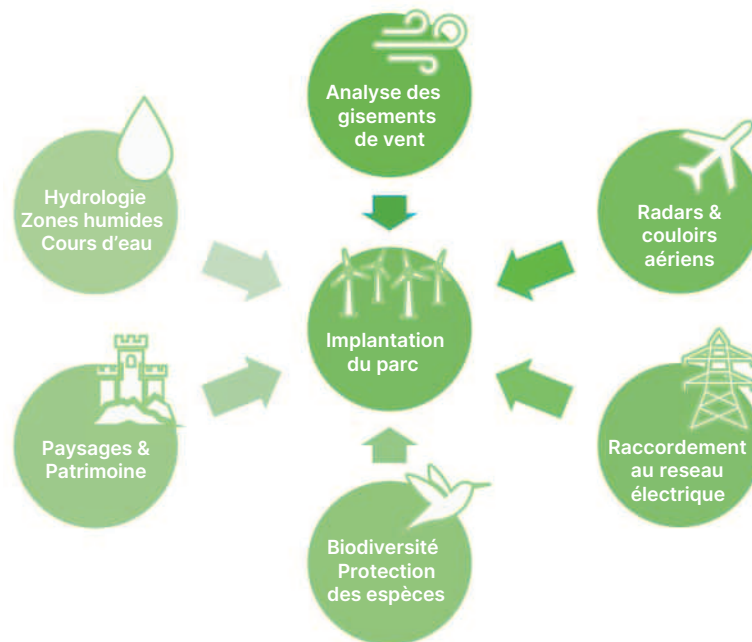 Analyse des
gisements
de vent
Hydrologie
Zones humides
Cours d'eau
Radars &
couloirs
aériens
Implantation
du parc
Paysages &
Patrimoine
Raccordement
au reseau
électrique
Biodiversité
Protection
des espèces